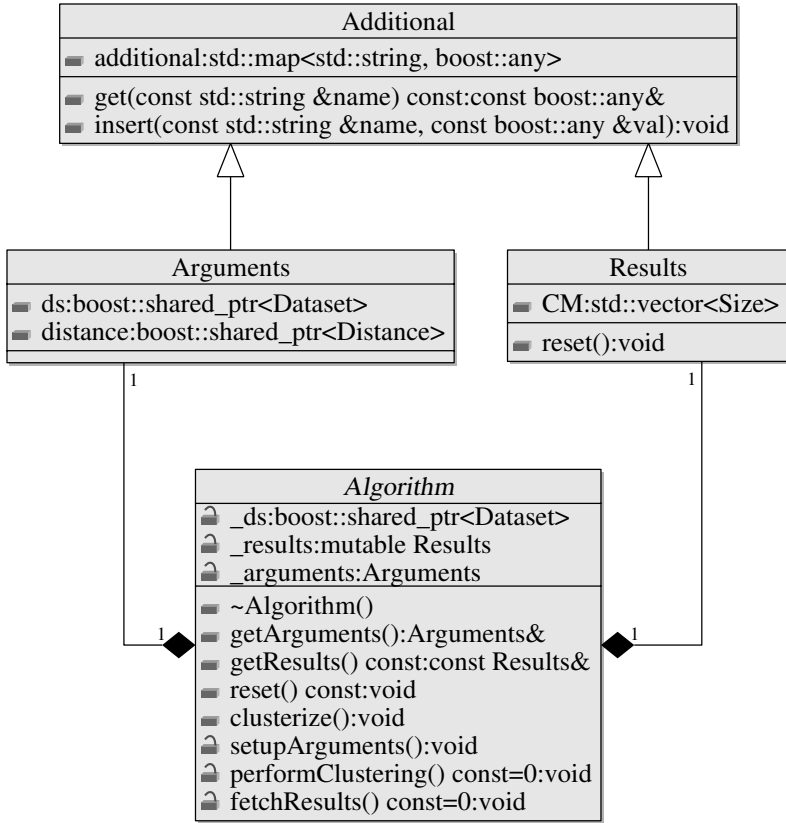 Additional
additional:std::map<std::string, boost::any>
get(const std::string &name) const:const boost::any&
insert(const std::string &name, const boost::any &val):void
Arguments
ds:boost::shared_ptr<Dataset>
distance:boost::shared_ptr<Distance>
Results
CM:std::vector<Size>
reset():void
1
1
Algorithm
_ds:boost::shared_ptr<Dataset>
_results:mutable Results
_arguments:Arguments
~Algorithm()
getArguments():Arguments&
getResults() const:const Results&
reset() const:void
clusterize():void
setupArguments():void
performClustering() const=0:void
fetchResults() const=0:void
1
1